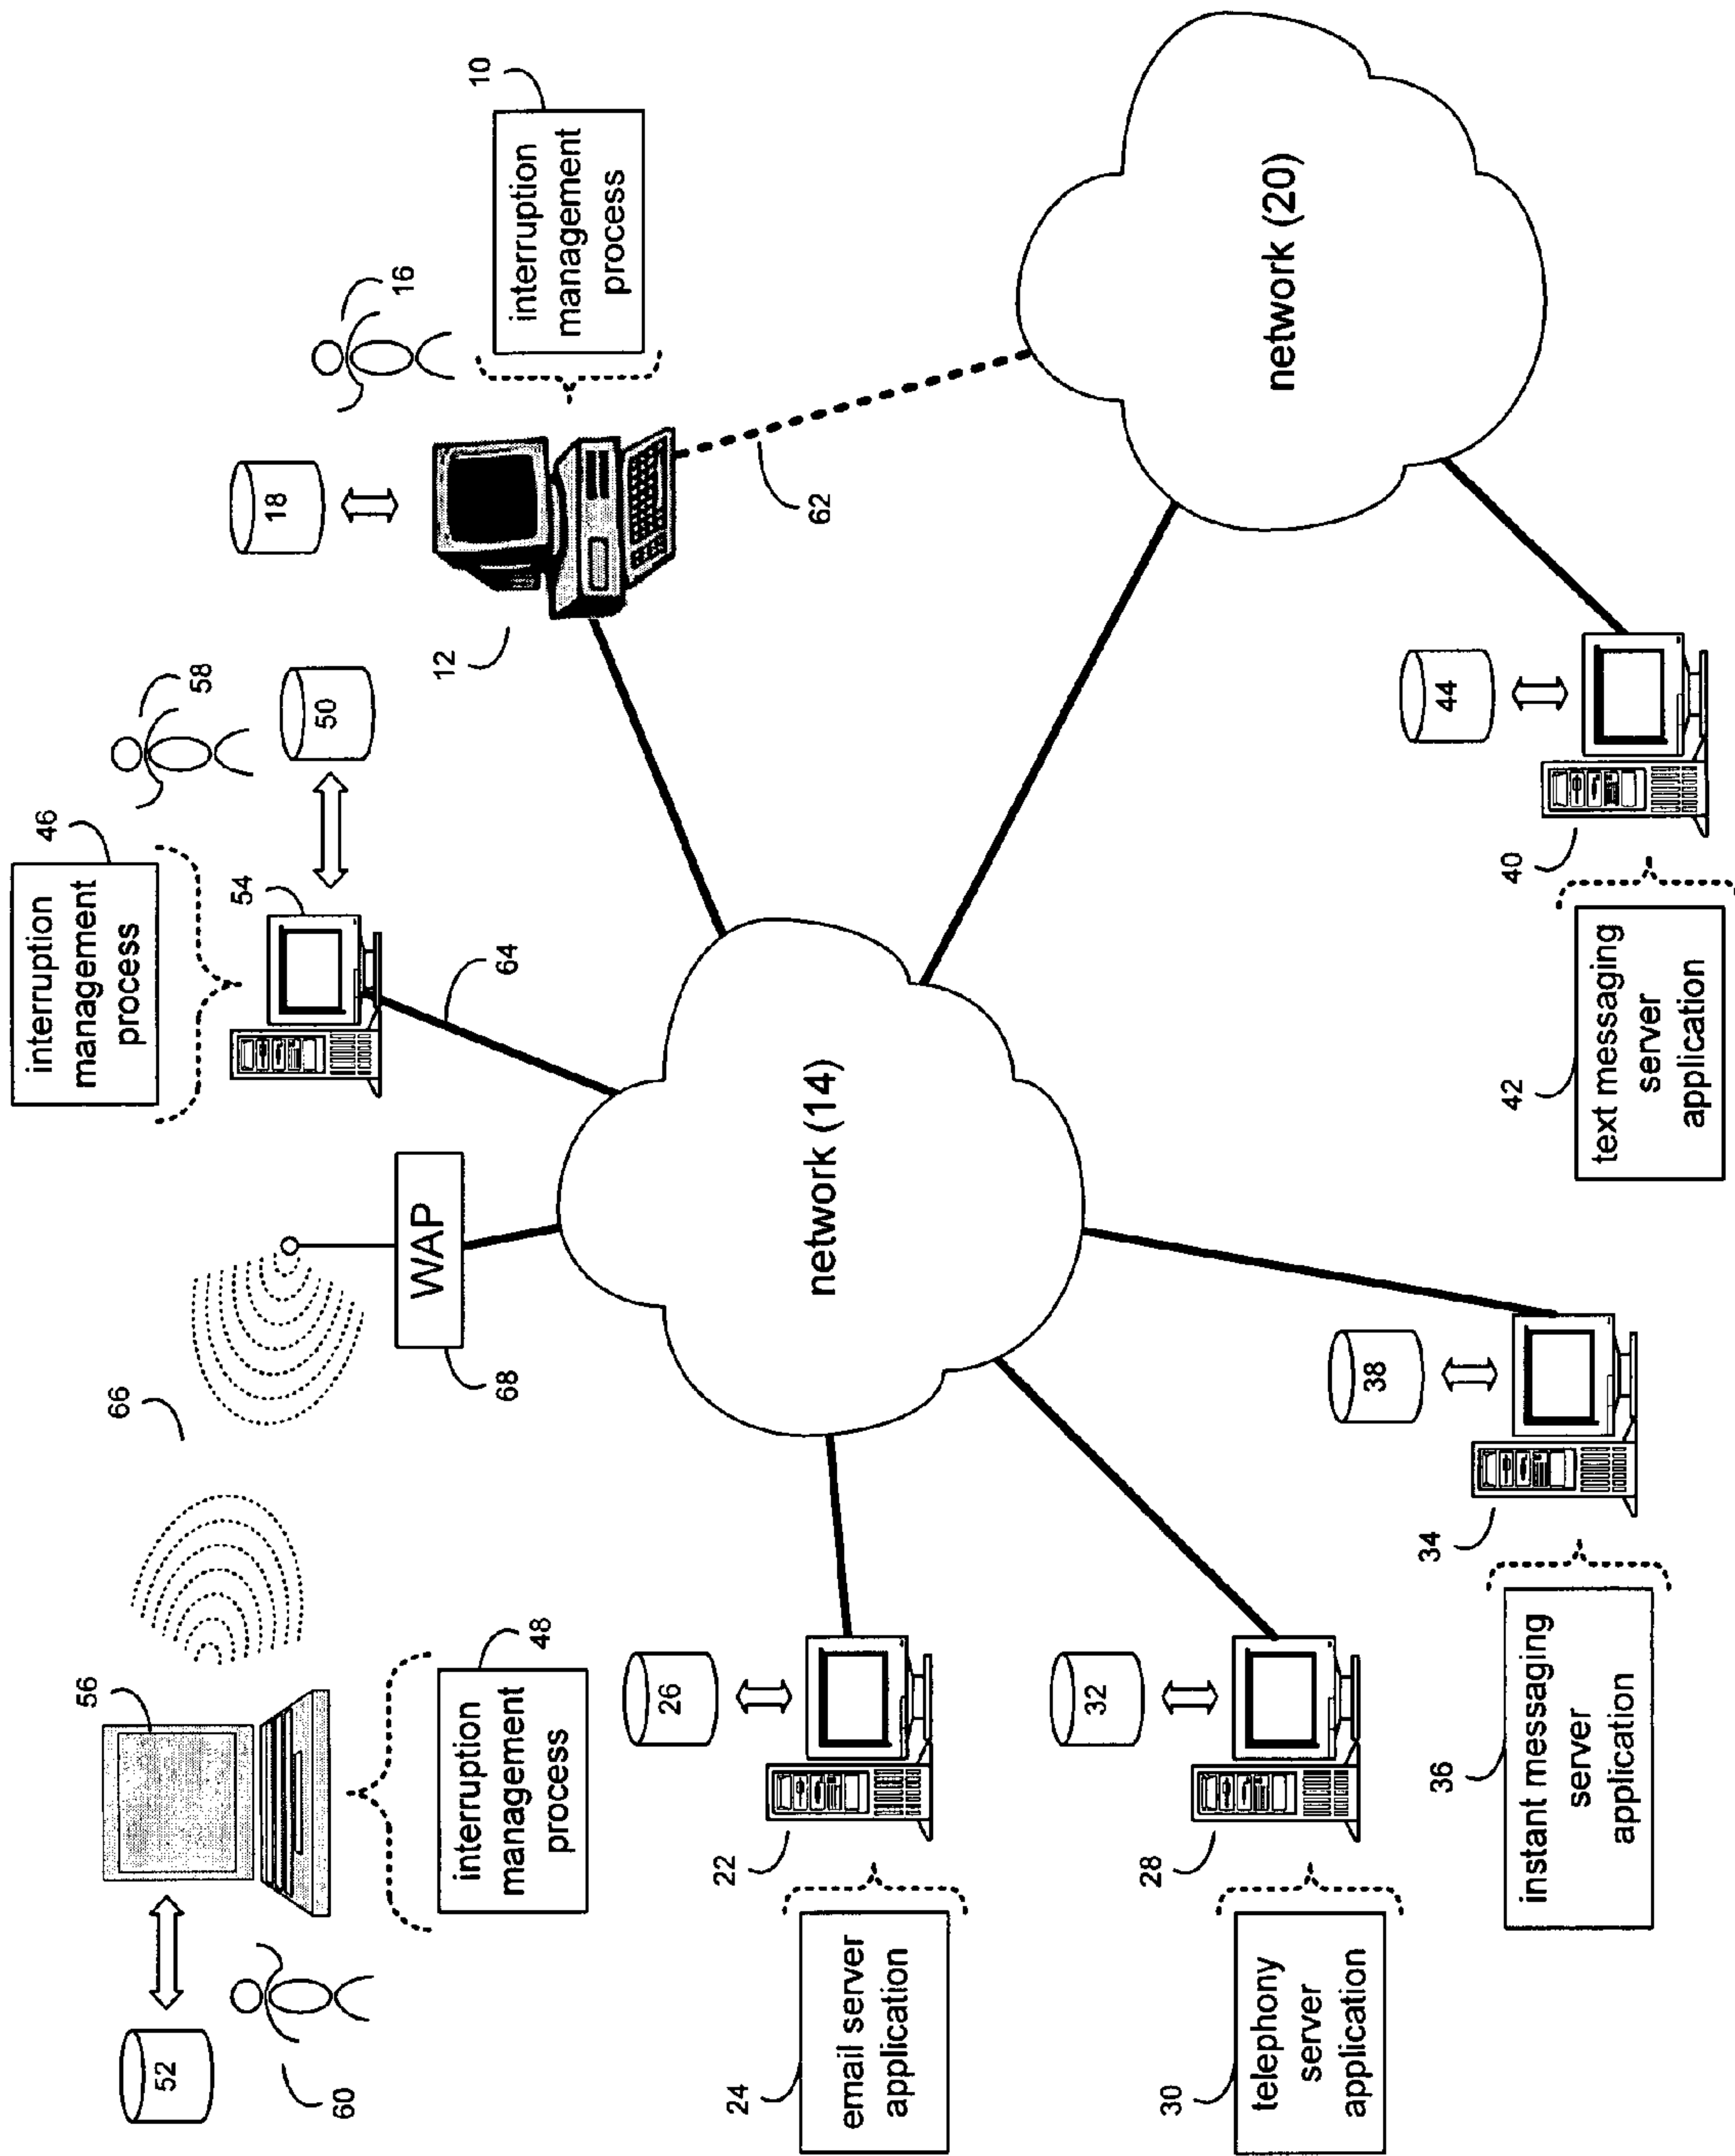 52
60
56
interruption
management
process
48
66
WAP
68
interruption
management
process
46
54
64
50
58
18
12
16
interruption
management
process
10
62
network (14)
network (20)
26
22
email server
application
24
32
28
telephony
server
application
30
38
34
instant messaging
server
application
36
44
40
text messaging
server
application
42